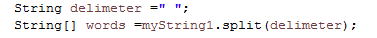 String delimeter =" ";
String[] words =myString1.split(delimeter);